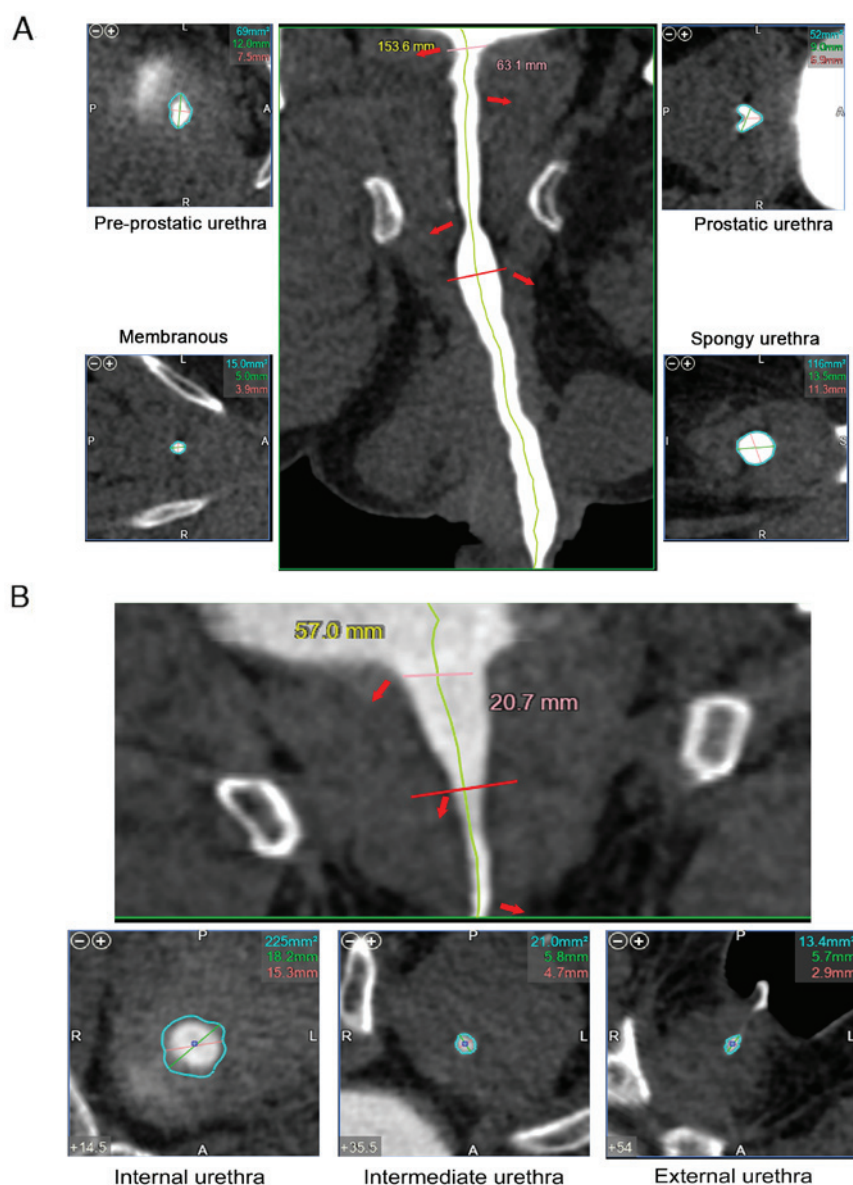 A
L
69mm²
12.0mm
7.5mm
P
A
R
Pre-prostatic urethra
153.6 mm
63.1 mm
L
52mm²
P
A
R
Prostatic urethra
Membranous
L
15.0mm²
5.0mm
3.9mm
P
A
R
Spongy urethra
L
116mm²
13.5mm
11.3mm
I
S
R
B
57.0 mm
20.7 mm
P
225mm²
18.2mm
15.3mm
R
L
+14.5
A
Internal urethra
P
21.0mm²
5.8mm
4.7mm
R
L
+35.5
A
Intermediate urethra
P
13.4mm²
5.7mm
2.9mm
R
L
+54
A
External urethra